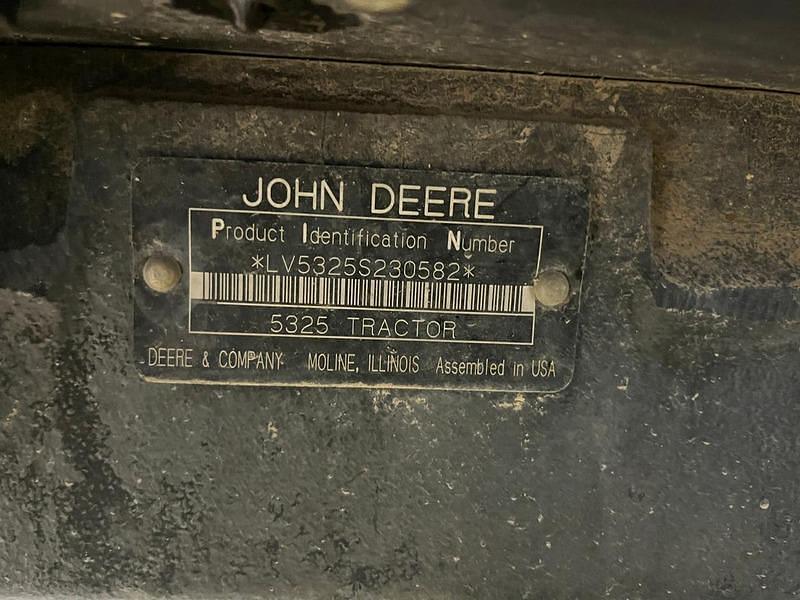 JOHN DEERE
Product Identification Number
*LV5325S230582*
5325 TRACTOR
DEERE & COMPANY MOLINE, ILLINOIS Assembled in USA